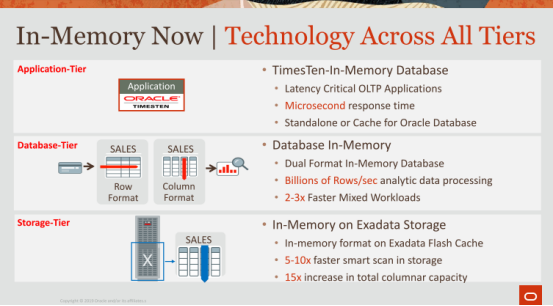 In-Memory Now | Technology Across All Tiers
Application-Tier
Application
ORACLE
TIMESTEN
• TimesTen-In-Memory Database
• Latency Critical OLTP Applications
• Microsecond response time
• Standalone or Cache for Oracle Database
Database-Tier
SALES
Row
Format
SALES
Column
Format
• Database In-Memory
• Dual Format In-Memory Database
• Billions of Rows/sec analytic data processing
• 2-3x Faster Mixed Workloads
Storage-Tier
X
SALES
• In-Memory on Exadata Storage
• In-memory format on Exadata Flash Cache
• 5-10x faster smart scan in storage
• 15x increase in total columnar capacity
Copyright © 2019 Oracle and/or its affiliates.